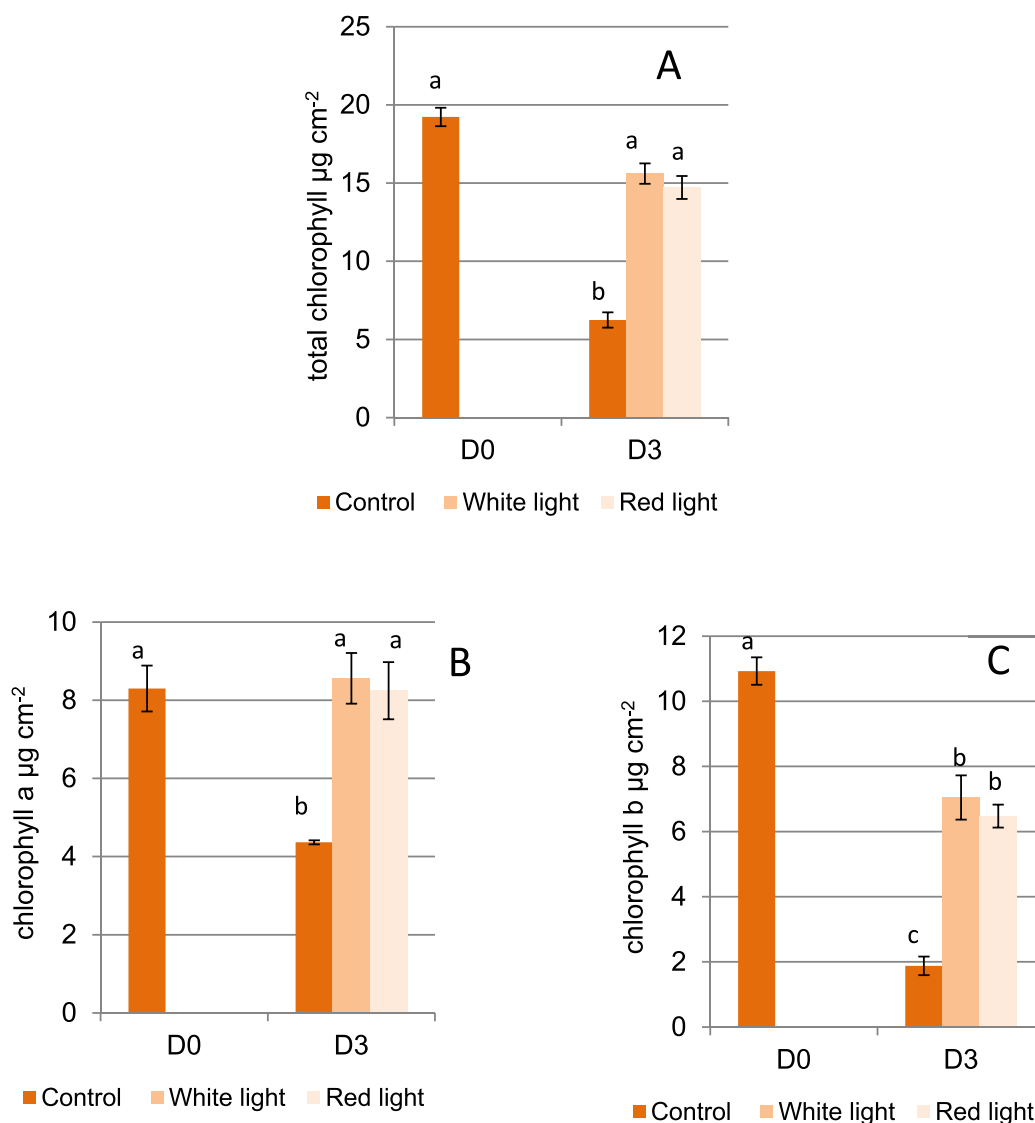 25
A
a
20
a
a
15
10
b
5
0
total chlorophyll µg cm-2
D0 D3
Control White light Red light
10
a a a
B
8
6
b
4
2
0
chlorophyll a µg cm-2
D0 D3
Control White light Red light
12
a
C
10
8
b
b
6
4
c
2
0
chlorophyll b µg cm-2
D0 D3
Control White light Red light